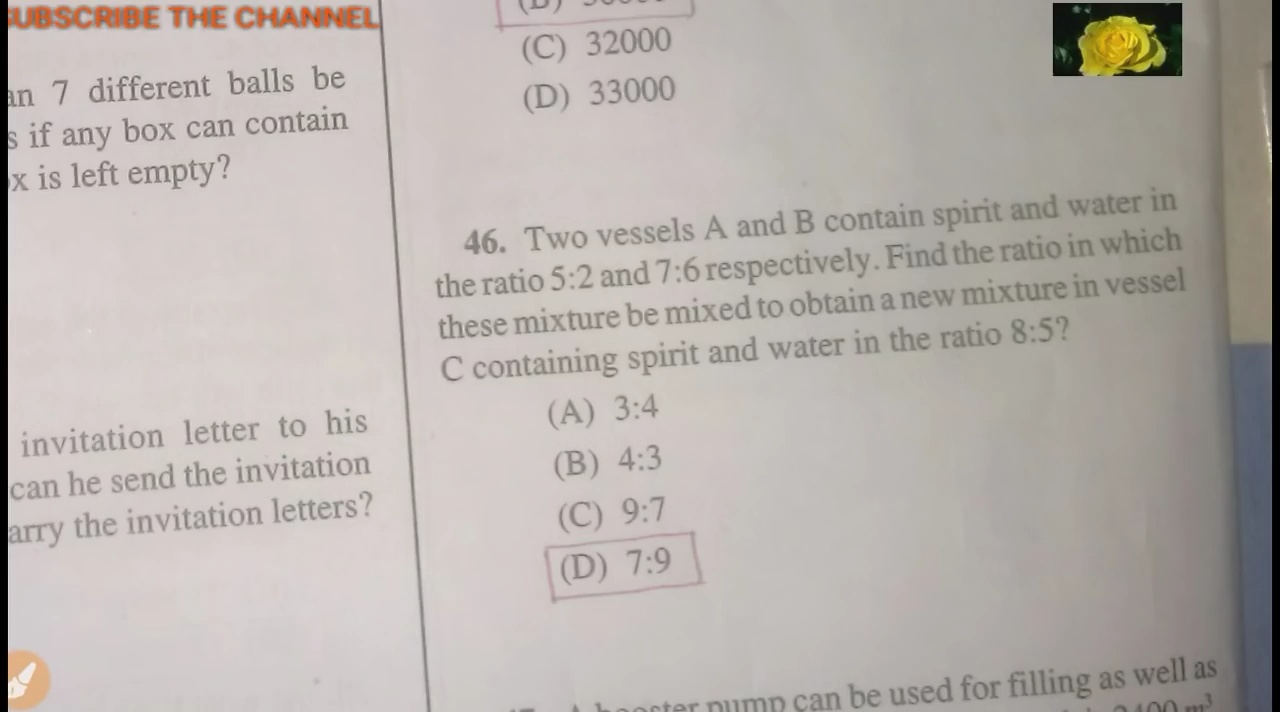 SUBSCRIBE THE CHANNEL
an 7 different balls be
s if any box can contain
x is left empty?
invitation letter to his
can he send the invitation
arry the invitation letters?
(C) 32000
(D) 33000
46. Two vessels A and B contain spirit and water in
the ratio 5:2 and 7:6 respectively. Find the ratio in which
these mixture be mixed to obtain a new mixture in vessel
C containing spirit and water in the ratio 8:5?
(A) 3:4
(B) 4:3
(C) 9:7
(D) 7:9
pump can be used for filling as well as